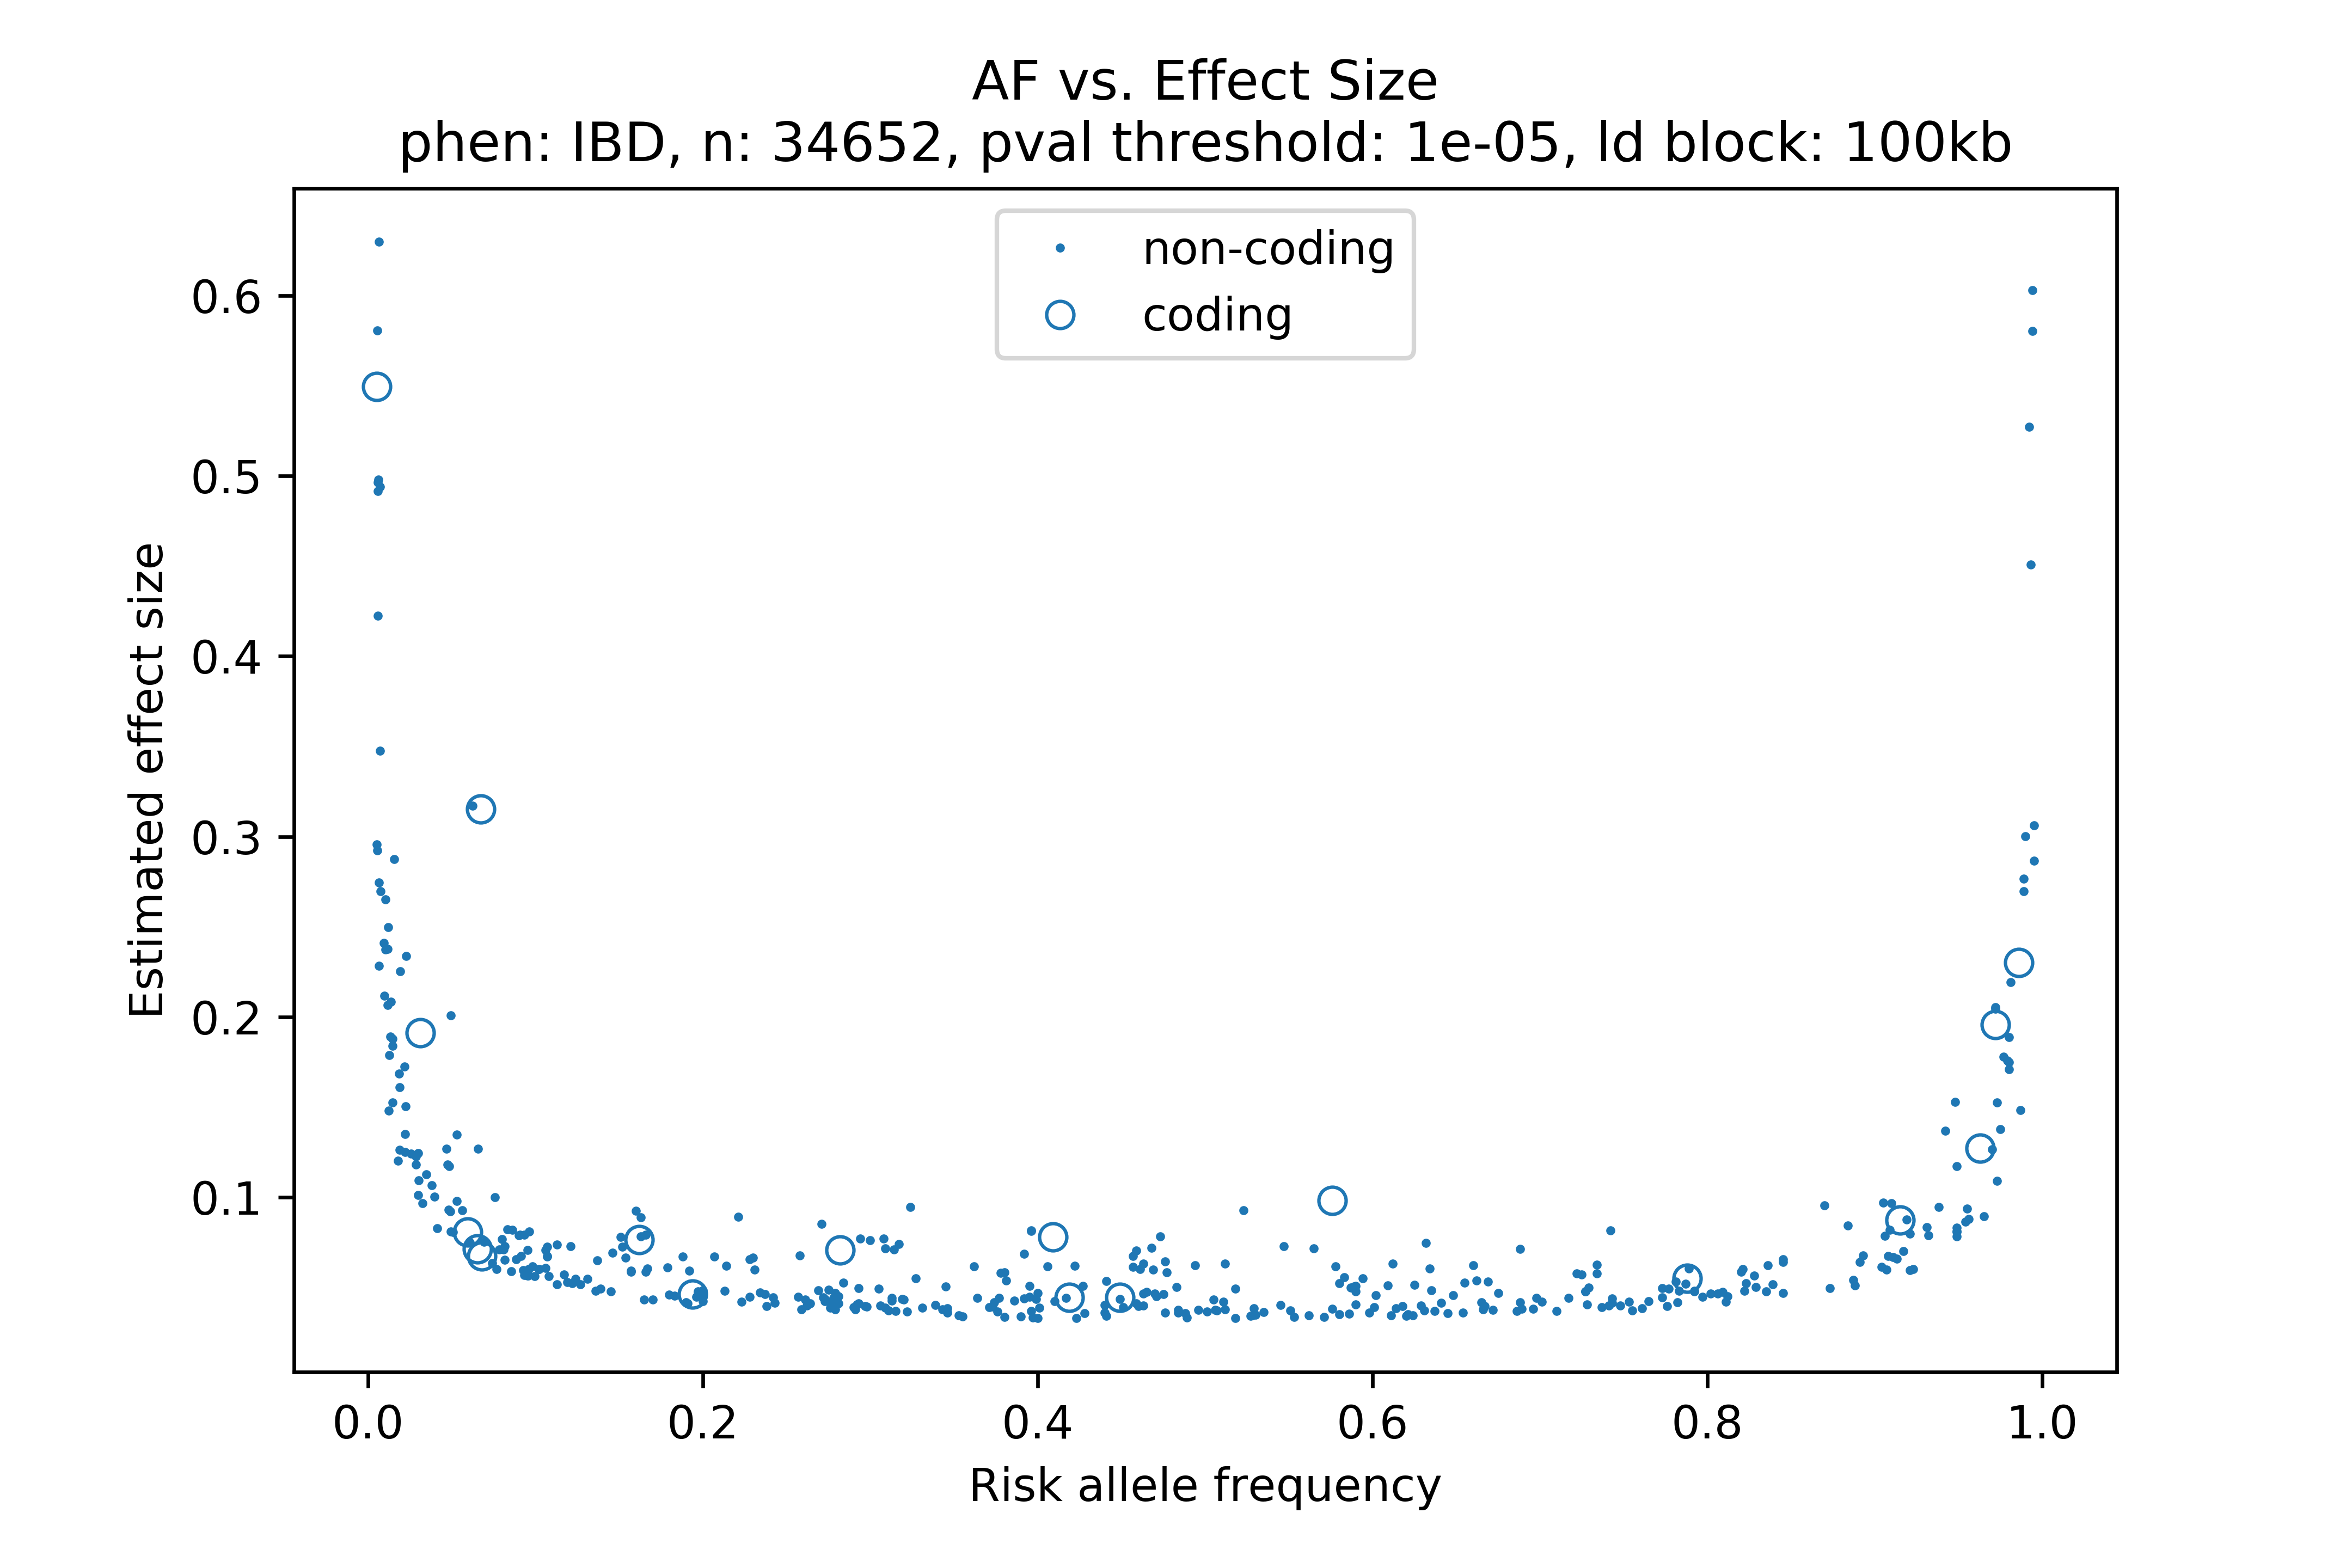 AF vs. Effect Size
phen: IBD, n: 34652, pval threshold: 1e-05, ld block: 100kb
non-coding
coding
Estimated effect size
0.6
0.5
0.4
0.3
0.2
0.1
0.0 0.2 0.4 0.6 0.8 1.0
Risk allele frequency